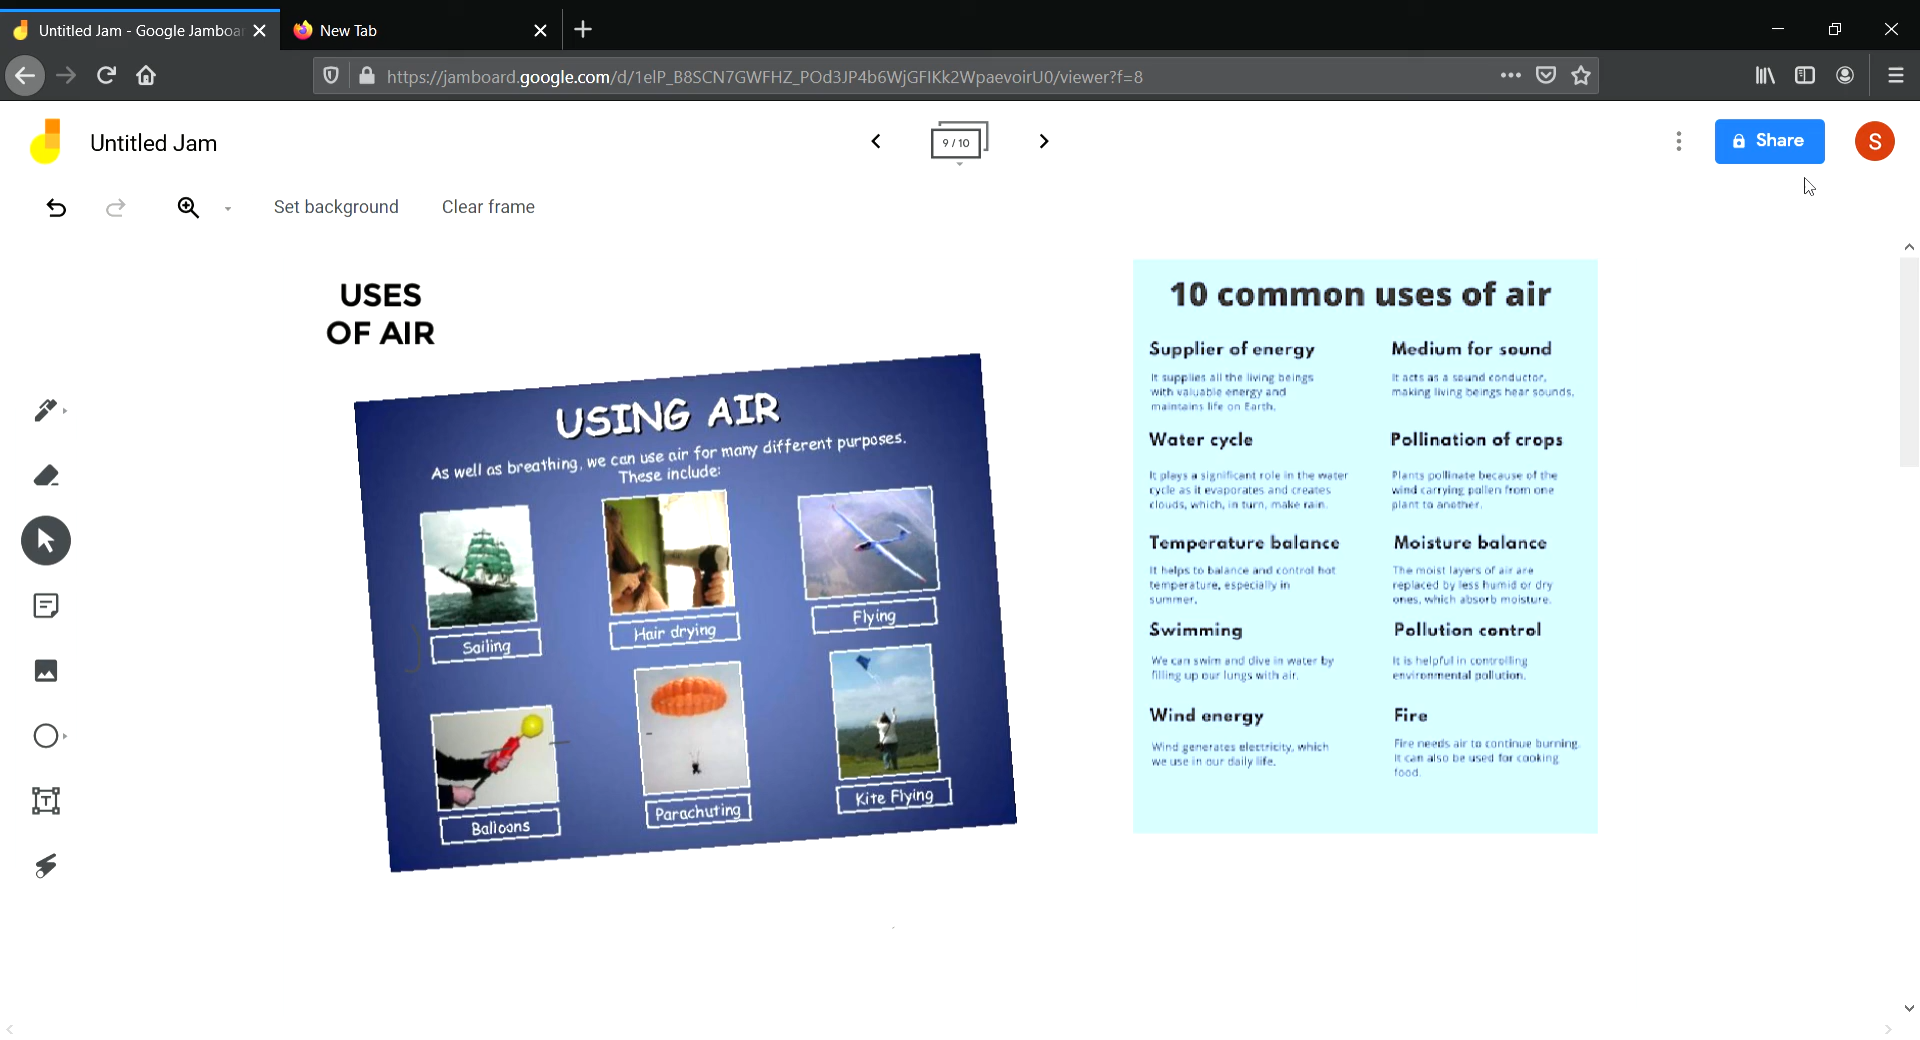 Untitled Jam - Google Jamboar
New Tab
https://jamboard.google.com/d/1elP_B8SCN7GWFHZ_POd3JP4b6WjGFIKk2WpaevoirU0/viewer?f=8
Untitled Jam
9 / 10
Share
S
Set background
Clear frame
USES
OF AIR
USING AIR
As well as breathing, we can use air for many different purposes.
These include:
Sailing
Hair drying
Flying
Balloons
Parachuting
Kite Flying
10 common uses of air
Supplier of energy
It supplies all the living beings
with valuable energy and
maintains life on Earth.
Medium for sound
It acts as a sound conductor,
making living beings hear sounds.
Water cycle
It plays a significant role in the water
cycle as it evaporates and creates
clouds, which, in turn, make rain.
Pollination of crops
Plants pollinate because of the
wind carrying pollen from one
plant to another.
Temperature balance
It helps to balance and control hot
temperature, especially in
summer.
Moisture balance
The moist layers of air are
replaced by less humid or dry
ones, which absorb moisture.
Swimming
We can swim and dive in water by
filling up our lungs with air.
Pollution control
It is helpful in controlling
environmental pollution.
Wind energy
Wind generates electricity, which
we use in our daily life.
Fire
Fire needs air to continue burning.
It can also be used for cooking
food.